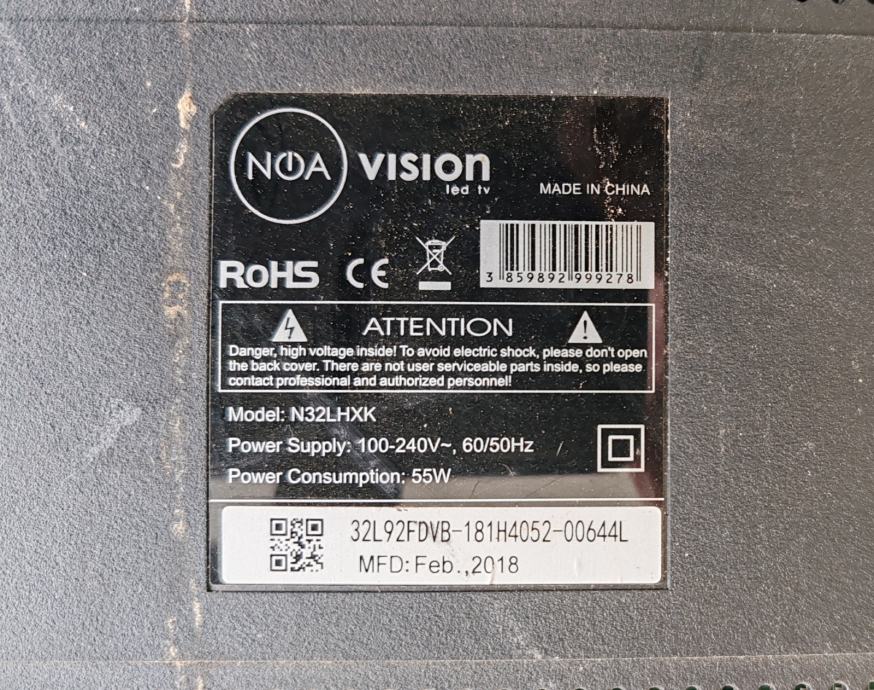 NOA VISION
led tv
MADE IN CHINA
RoHS CE
3 859892 999278
ATTENTION
Danger, high voltage inside! To avoid electric shock, please don't open
the back cover. There are not user serviceable parts inside, so please
contact professional and authorized personnel!
Model: N32LHXK
Power Supply: 100-240V~, 60/50Hz
Power Consumption: 55W
32L92FDVB-181H4052-00644L
MFD: Feb.,2018